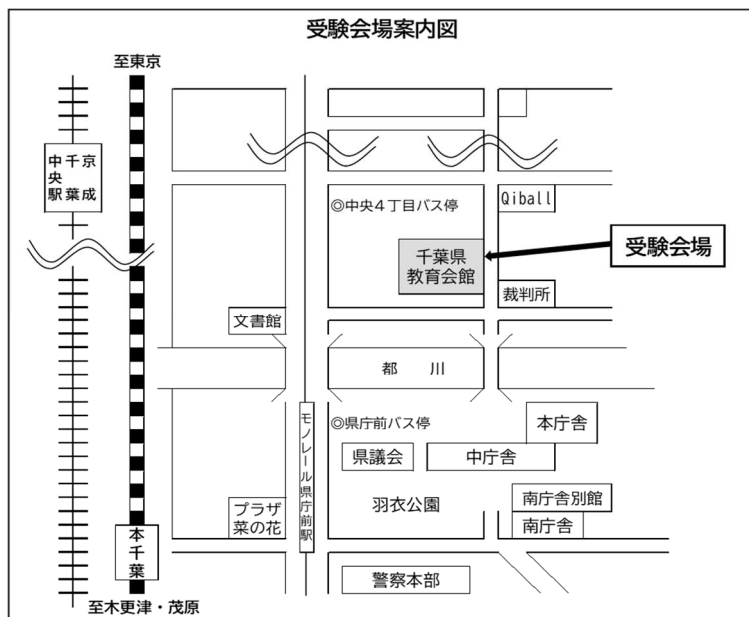 受験会場案内図
至東京
京成
千葉
中央駅
◎中央4丁目バス停
Qiball
千葉県
教育会館
受験会場
裁判所
文書館
都 川
◎県庁前バス停
本庁舎
県議会
中庁舎
モノレール県庁前駅
羽衣公園
プラザ
菜の花
南庁舎別館
南庁舎
本千葉
警察本部
至木更津・茂原